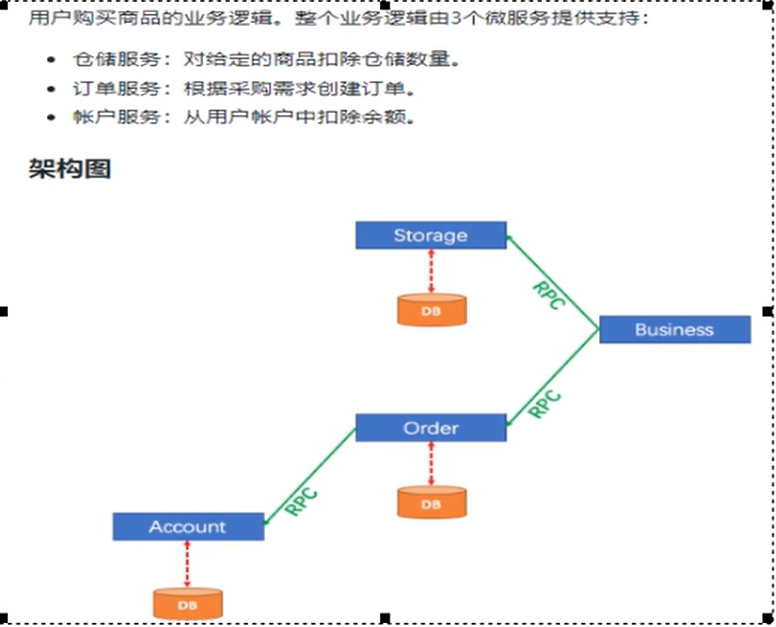 用户购买商品的业务逻辑。整个业务逻辑由3个微服务提供支持：
仓储服务：对给定的商品扣除仓储数量。
订单服务：根据采购需求创建订单。
帐户服务：从用户帐户中扣除余额。
架构图
Storage
DB
RPC
Business
RPC
Order
DB
RPC
Account
DB